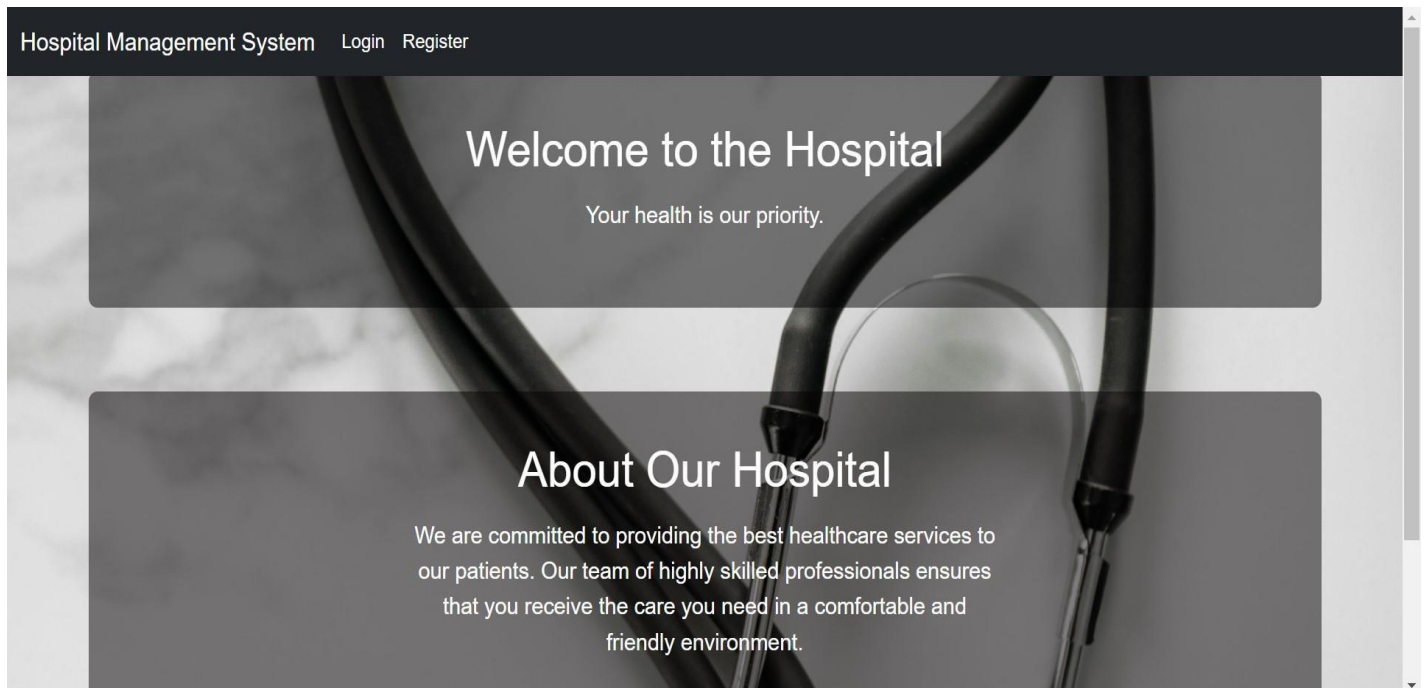 Hospital Management System Login Register
Welcome to the Hospital
Your health is our priority.
About Our Hospital
We are committed to providing the best healthcare services to
our patients. Our team of highly skilled professionals ensures
that you receive the care you need in a comfortable and
friendly environment.